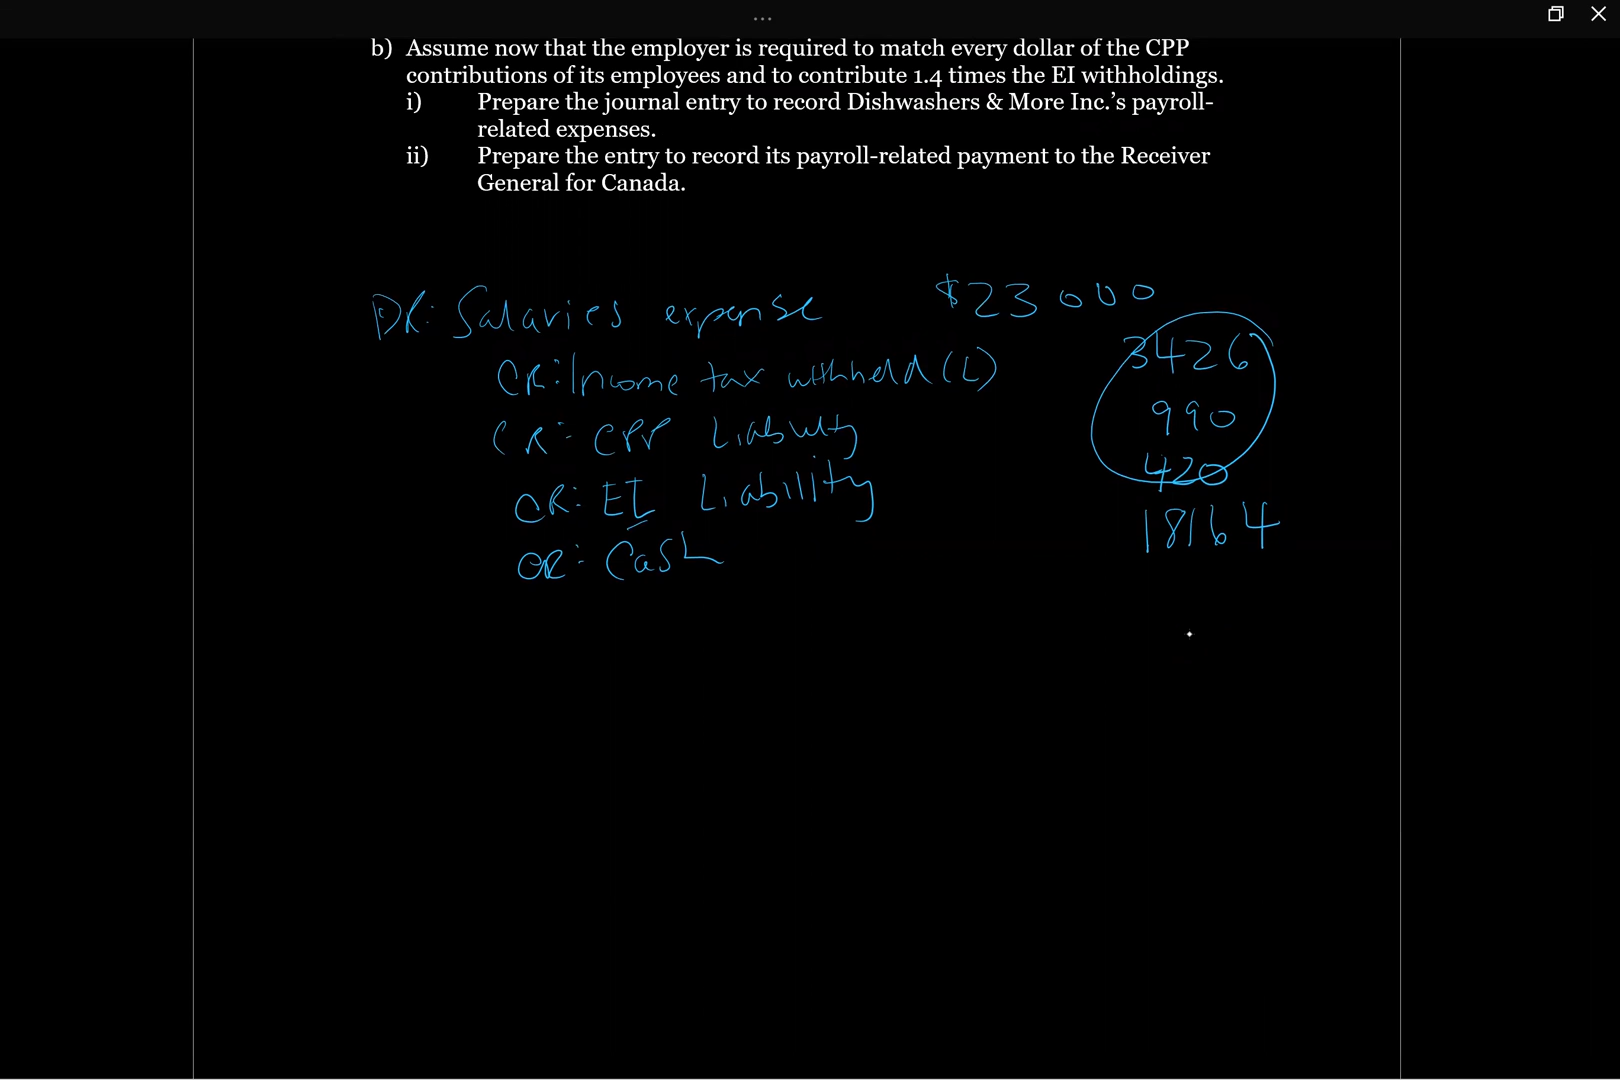 b) Assume now that the employer is required to match every dollar of the CPP
contributions of its employees and to contribute 1.4 times the EI withholdings.
i) Prepare the journal entry to record Dishwashers & More Inc.'s payroll-
related expenses.
ii) Prepare the entry to record its payroll-related payment to the Receiver
General for Canada.
DR: Salaries expense $23 000
CR: Income tax withheld (L) 3426
CR: CPP Liability 990
CR: EI Liability 420
CR: Cash 18164